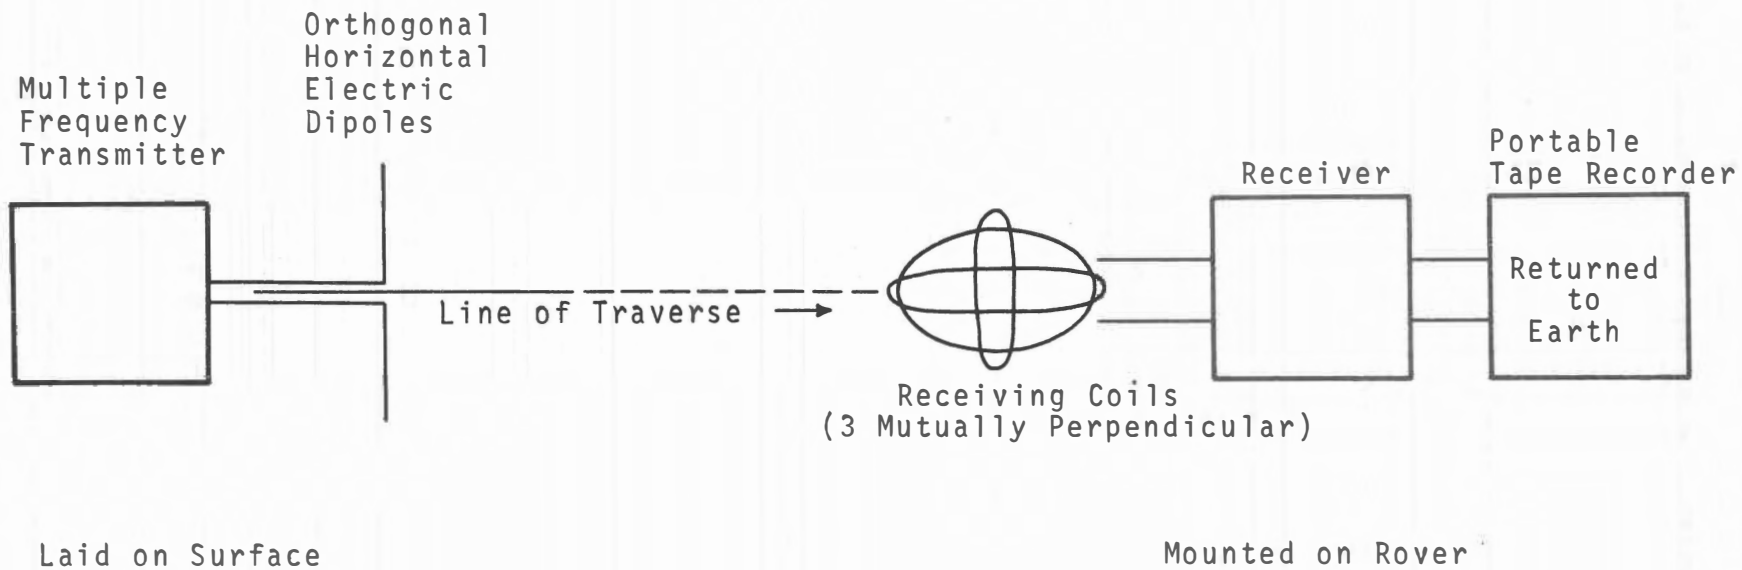 Orthogonal
Horizontal
Electric
Dipoles
Multiple
Frequency
Transmitter
Line of Traverse
Receiving Coils
(3 Mutually Perpendicular)
Receiver
Portable
Tape Recorder
Returned
to
Earth
Laid on Surface
Mounted on Rover